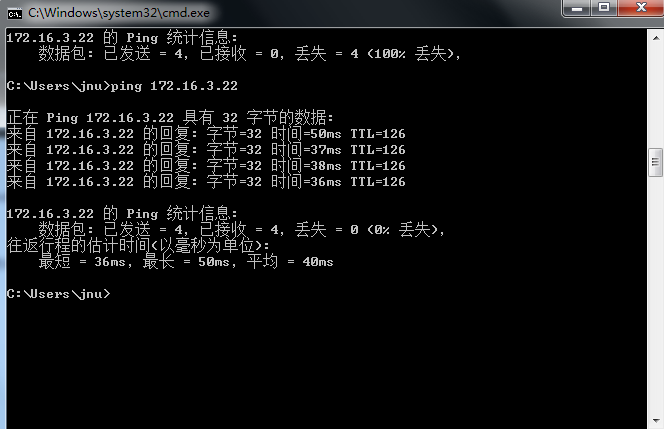 C:\Windows\system32\cmd.exe
172.16.3.22 的 Ping 统计信息:
数据包: 已发送 = 4，已接收 = 0，丢失 = 4 (100% 丢失)，
C:\Users\jnu>ping 172.16.3.22
正在 Ping 172.16.3.22 具有 32 字节的数据:
来自 172.16.3.22 的回复: 字节=32 时间=50ms TTL=126
来自 172.16.3.22 的回复: 字节=32 时间=37ms TTL=126
来自 172.16.3.22 的回复: 字节=32 时间=38ms TTL=126
来自 172.16.3.22 的回复: 字节=32 时间=36ms TTL=126
172.16.3.22 的 Ping 统计信息:
数据包: 已发送 = 4，已接收 = 4，丢失 = 0 (0% 丢失)，
往返行程的估计时间(以毫秒为单位):
最短 = 36ms，最长 = 50ms，平均 = 40ms
C:\Users\jnu>